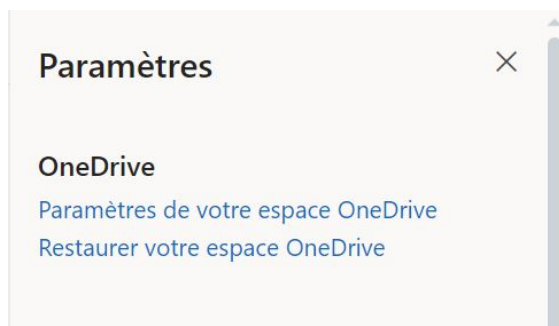 Paramètres
OneDrive
Paramètres de votre espace OneDrive
Restaurer votre espace OneDrive